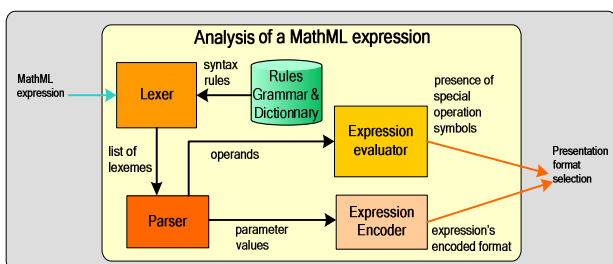 Analysis of a MathML expression
MathML
expression
Lexer
syntax
rules
Rules
Grammar &
Dictionnary
presence of
special
operation
symbols
list of
lexemes
operands
Expression
evaluator
Presentation
format
selection
Parser
parameter
values
Expression
Encoder
expression's
encoded format